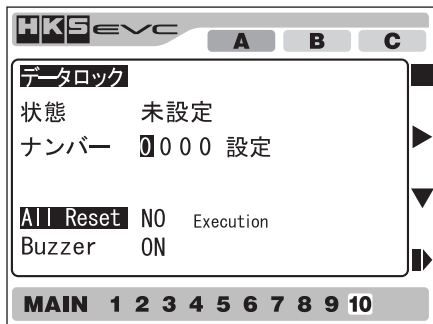 HKS EVC
A B C
データロック
状態 未設定
ナンバー 0000 設定
All Reset NO Execution
Buzzer ON
MAIN 1 2 3 4 5 6 7 8 9 10